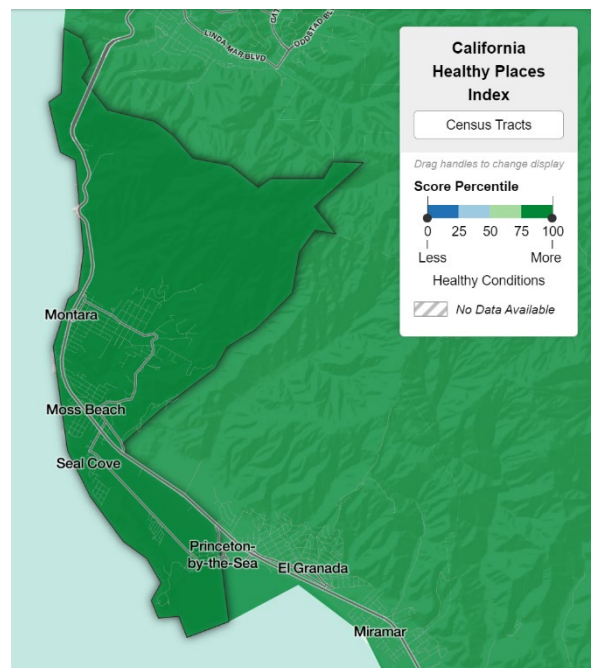 LINDA MAR BLVD
ODDSTAD BL
Montara
Moss Beach
Seal Cove
Princeton-
by-the-Sea
El Granada
Miramar
California
Healthy Places
Index
Census Tracts
Drag handles to change display
Score Percentile
0 25 50 75 100
Less More
Healthy Conditions
No Data Available